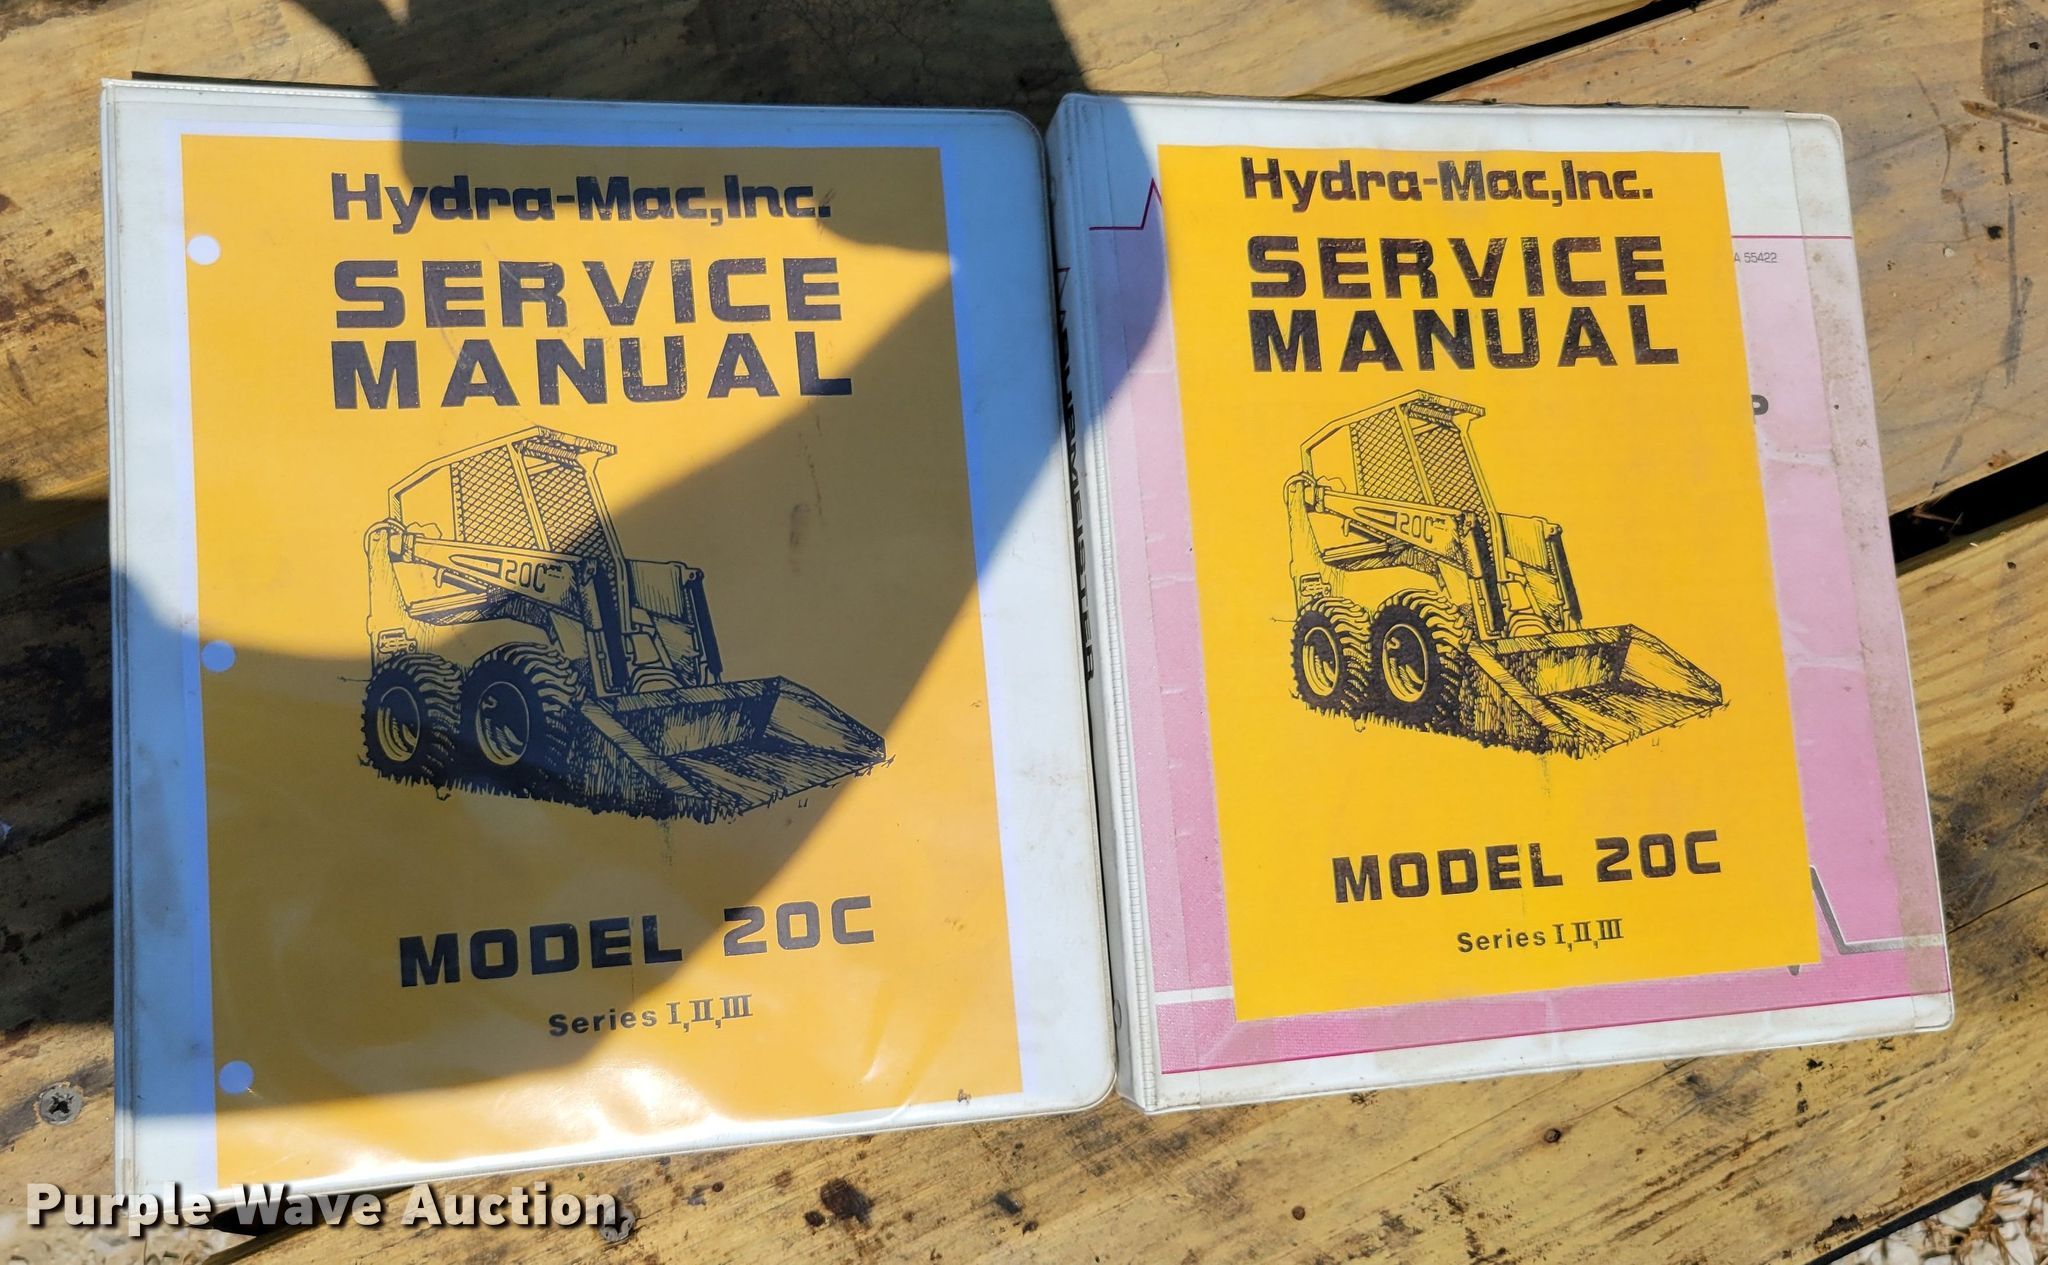 Hydra-Mac,Inc.
SERVICE
MANUAL
20C
MODEL 20C
Series I,II,III
Hydra-Mac,Inc.
SERVICE
MANUAL
20C
MODEL 20C
Series I,II,III
A 55422
P
Purple Wave Auction